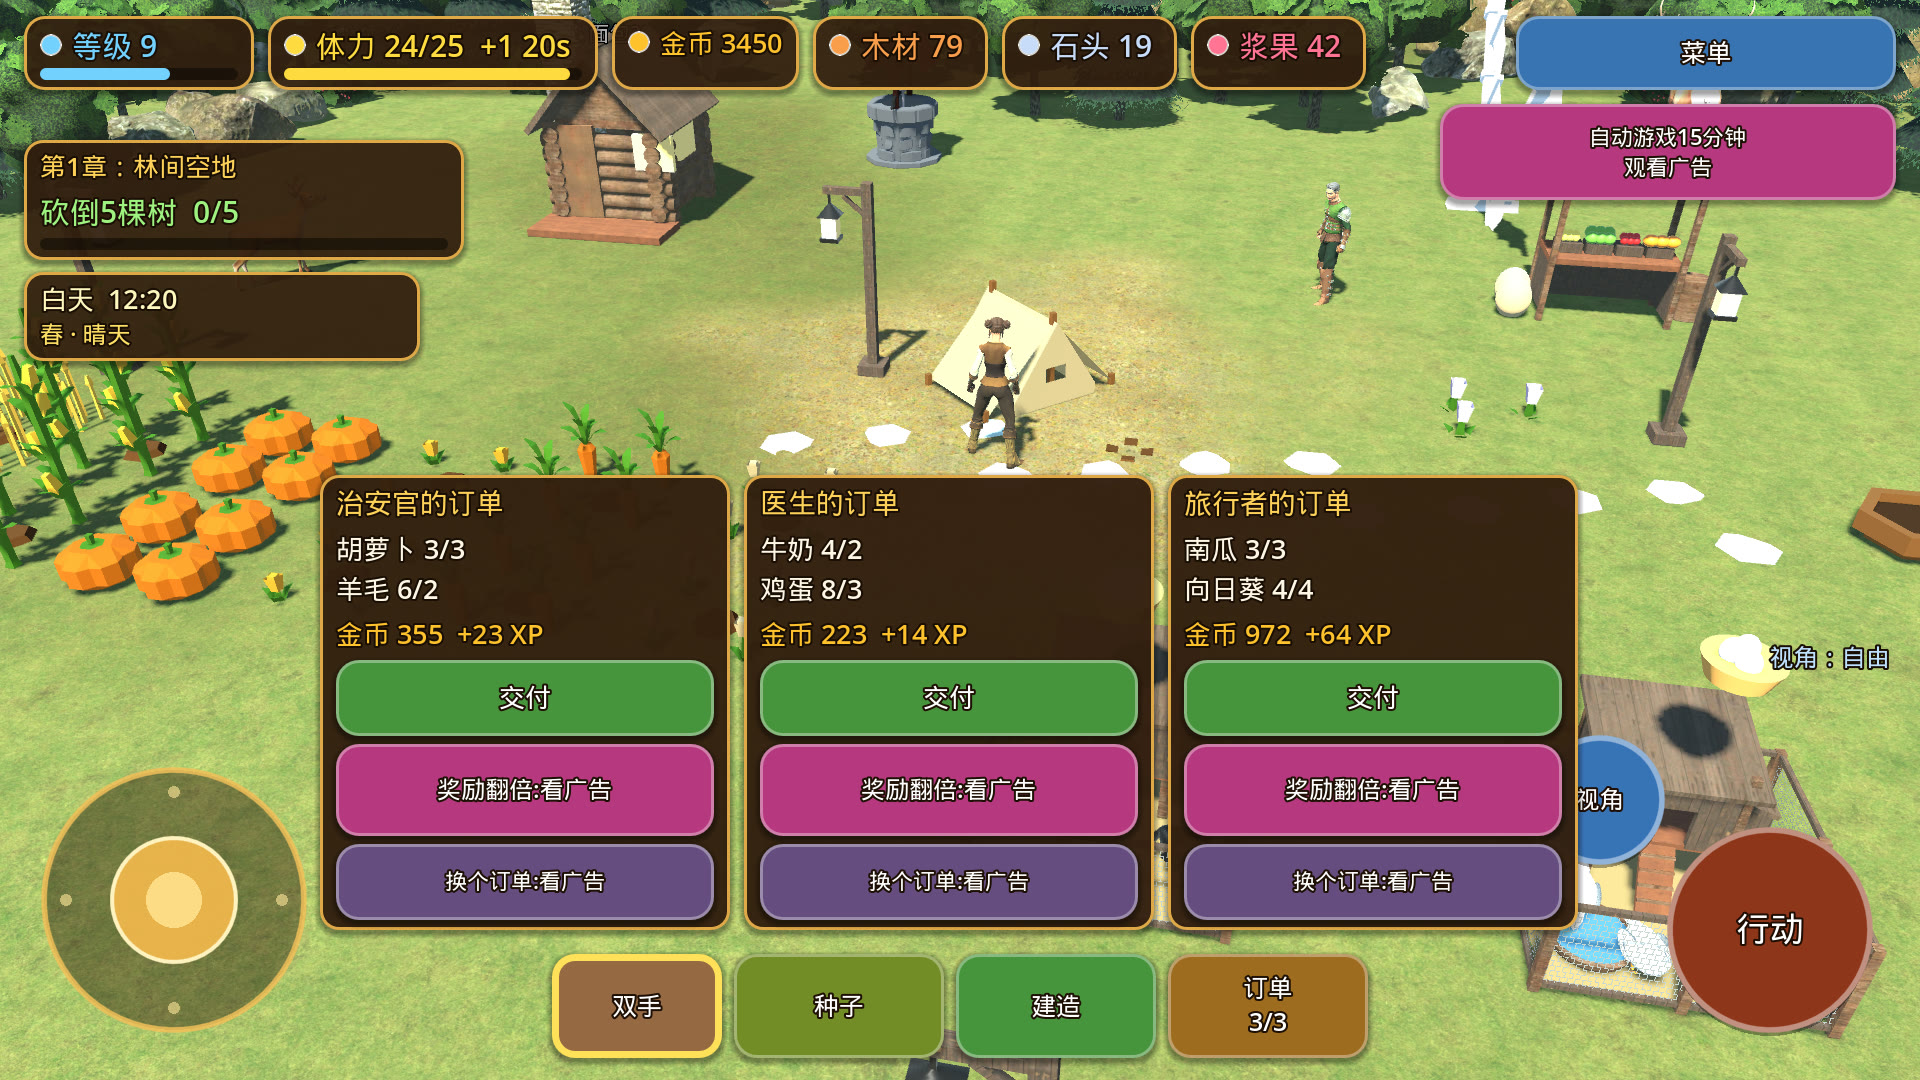 等级 9
体力 24/25 +1 20s
金币 3450
木材 79
石头 19
浆果 42
菜单
自动游戏15分钟
观看广告
第1章：林间空地
砍倒5棵树 0/5
白天 12:20
春·晴天
治安官的订单
胡萝卜 3/3
羊毛 6/2
金币 355 +23 XP
交付
奖励翻倍:看广告
换个订单:看广告
医生的订单
牛奶 4/2
鸡蛋 8/3
金币 223 +14 XP
交付
奖励翻倍:看广告
换个订单:看广告
旅行者的订单
南瓜 3/3
向日葵 4/4
金币 972 +64 XP
交付
奖励翻倍:看广告
换个订单:看广告
视角：自由
视角
行动
双手
种子
建造
订单
3/3